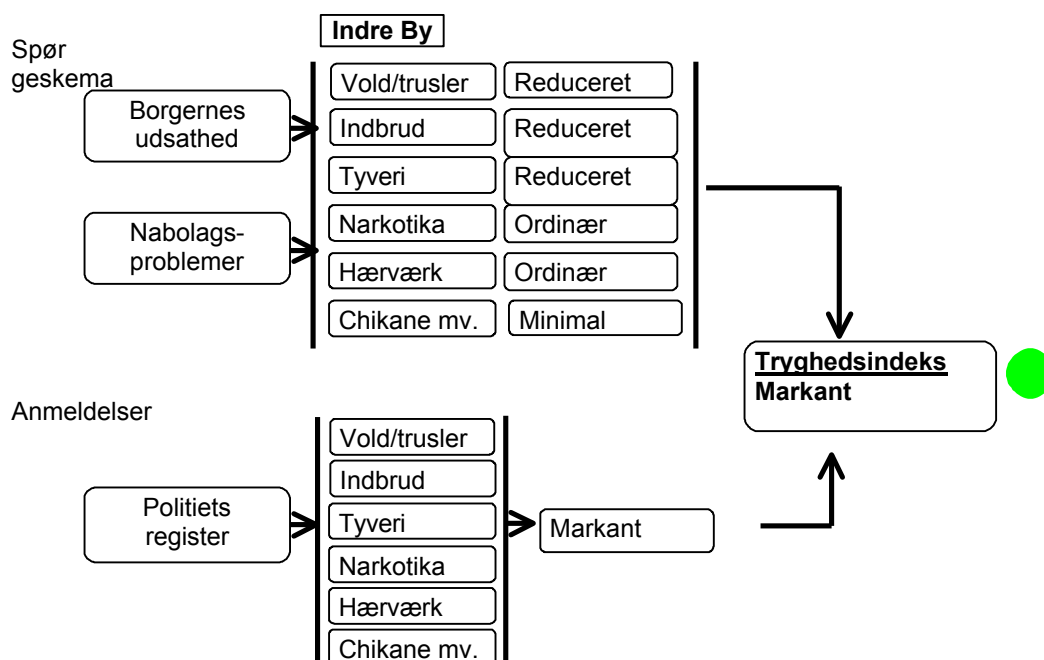 Indre By
Spør
geskema
Borgernes
udsathed
Nabolags-
problemer
Vold/trusler Reduceret
Indbrud Reduceret
Tyveri Reduceret
Narkotika Ordinær
Hærværk Ordinær
Chikane mv. Minimal
Tryghedsindeks
Markant
Anmeldelser
Politiets
register
Vold/trusler
Indbrud
Tyveri
Narkotika
Hærværk
Chikane mv.
Markant